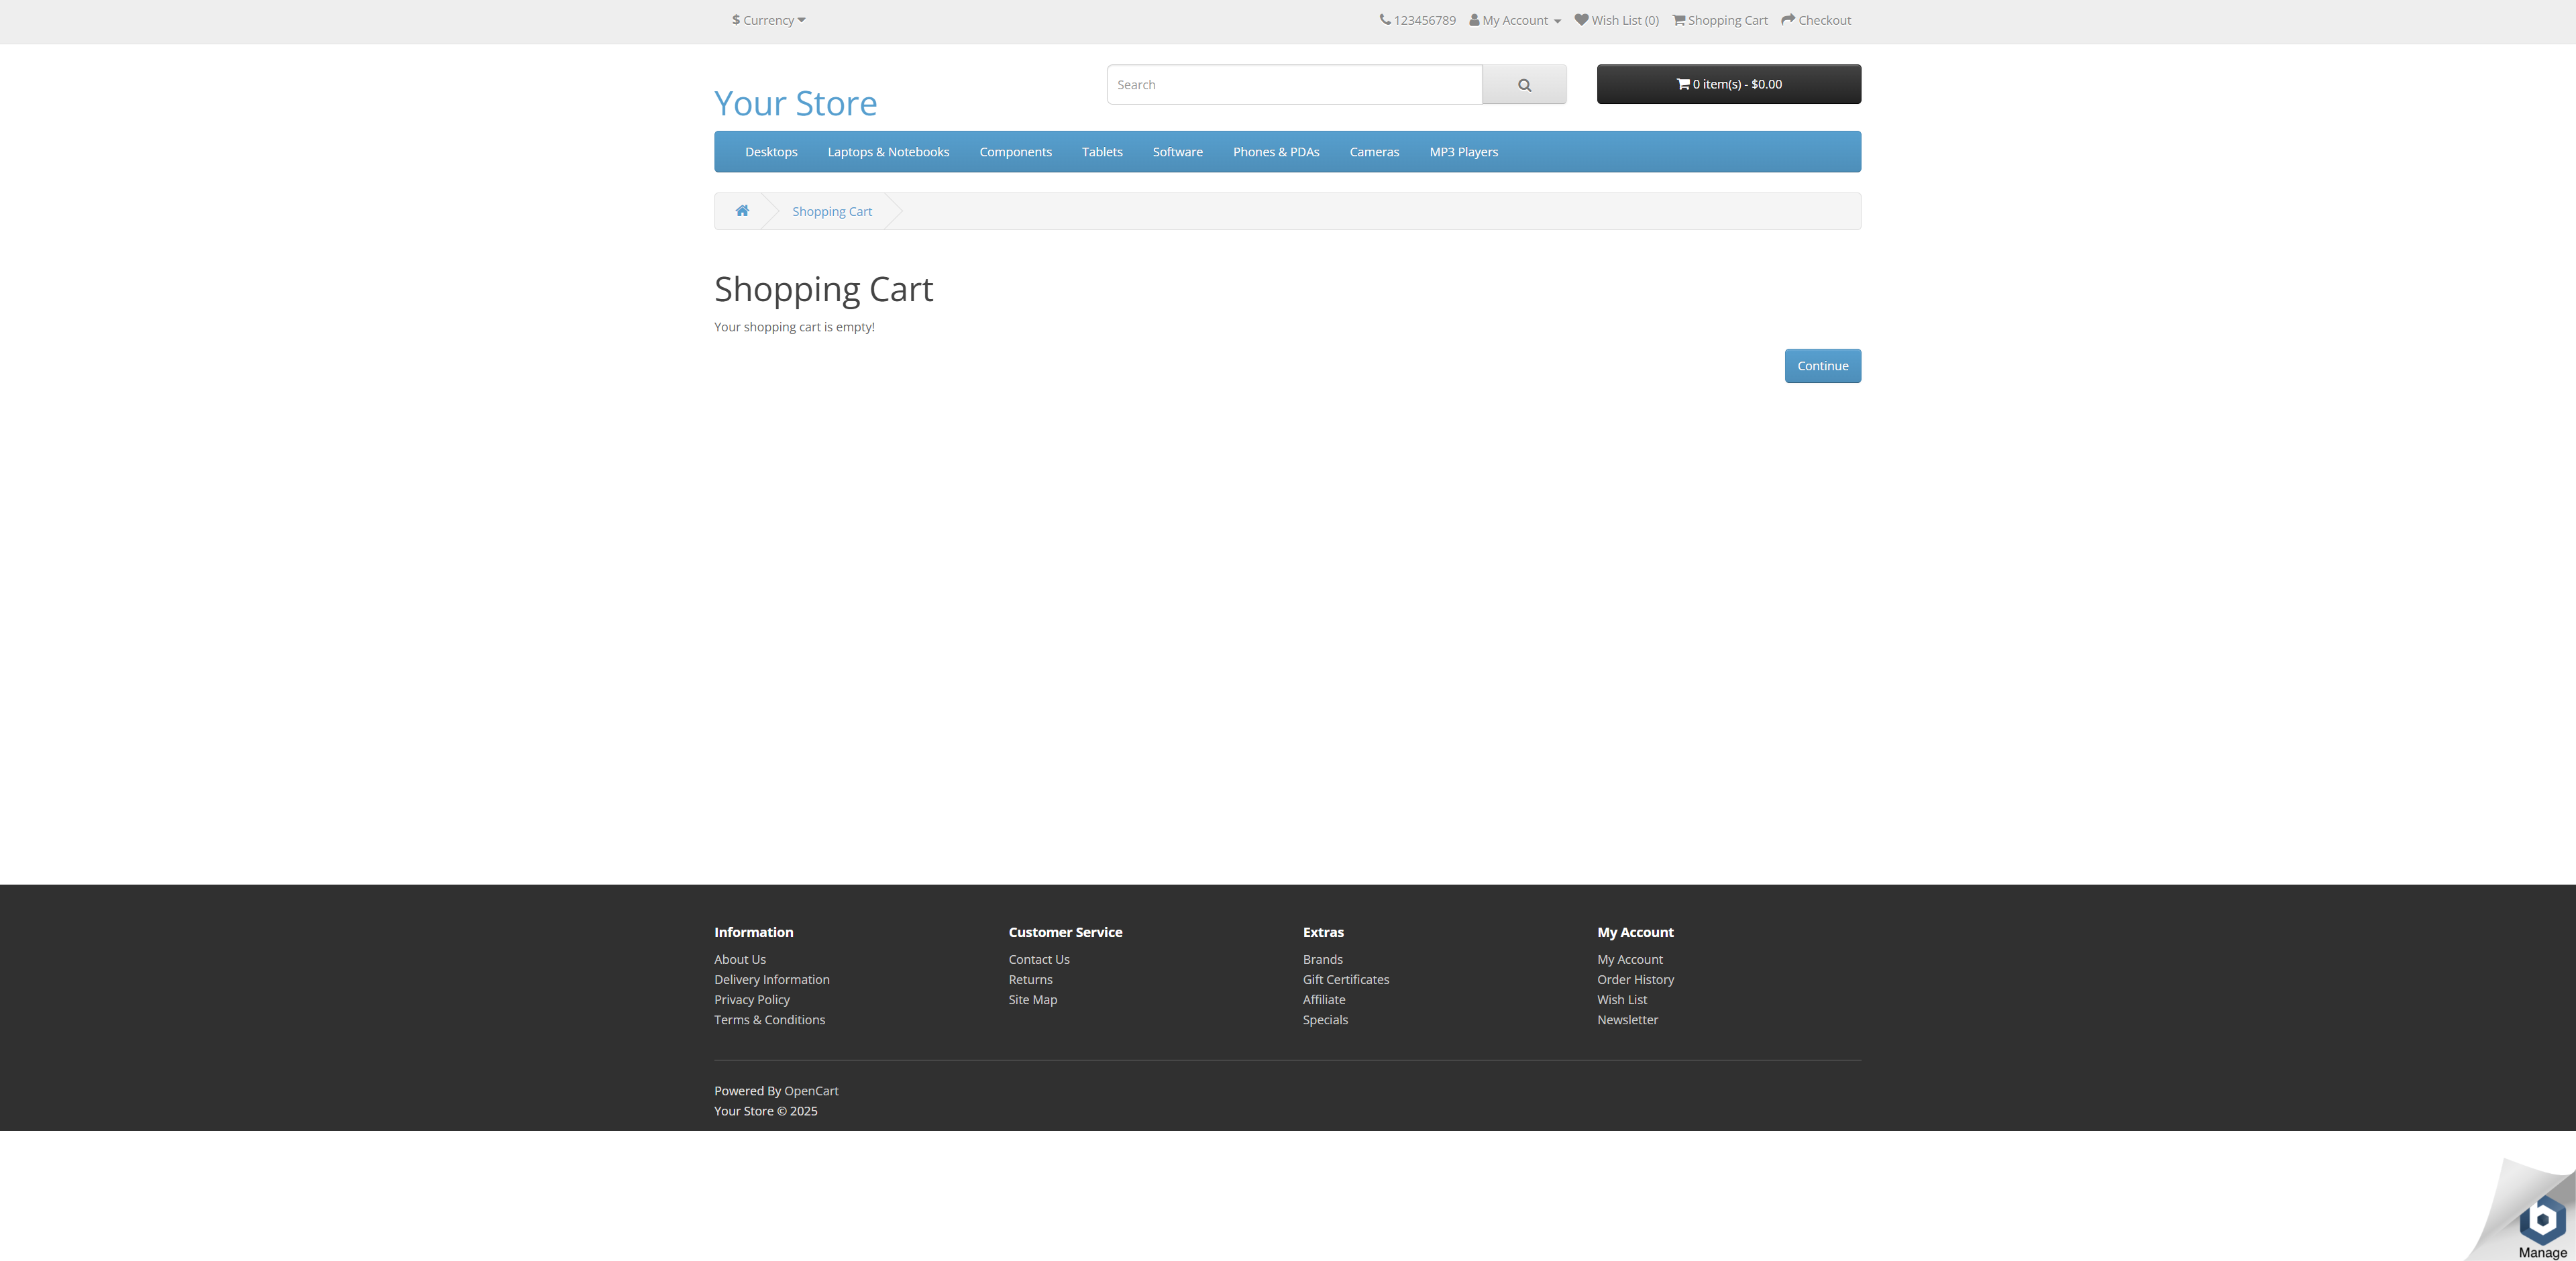 $ Currency
123456789 My Account Wish List (0) Shopping Cart Checkout
Your Store
Search
0 item(s) - $0.00
Desktops Laptops & Notebooks Components Tablets Software Phones & PDAs Cameras MP3 Players
Shopping Cart
Shopping Cart
Your shopping cart is empty!
Continue
Information
About Us
Delivery Information
Privacy Policy
Terms & Conditions
Customer Service
Contact Us
Returns
Site Map
Extras
Brands
Gift Certificates
Affiliate
Specials
My Account
My Account
Order History
Wish List
Newsletter
Powered By OpenCart
Your Store © 2025
Manage